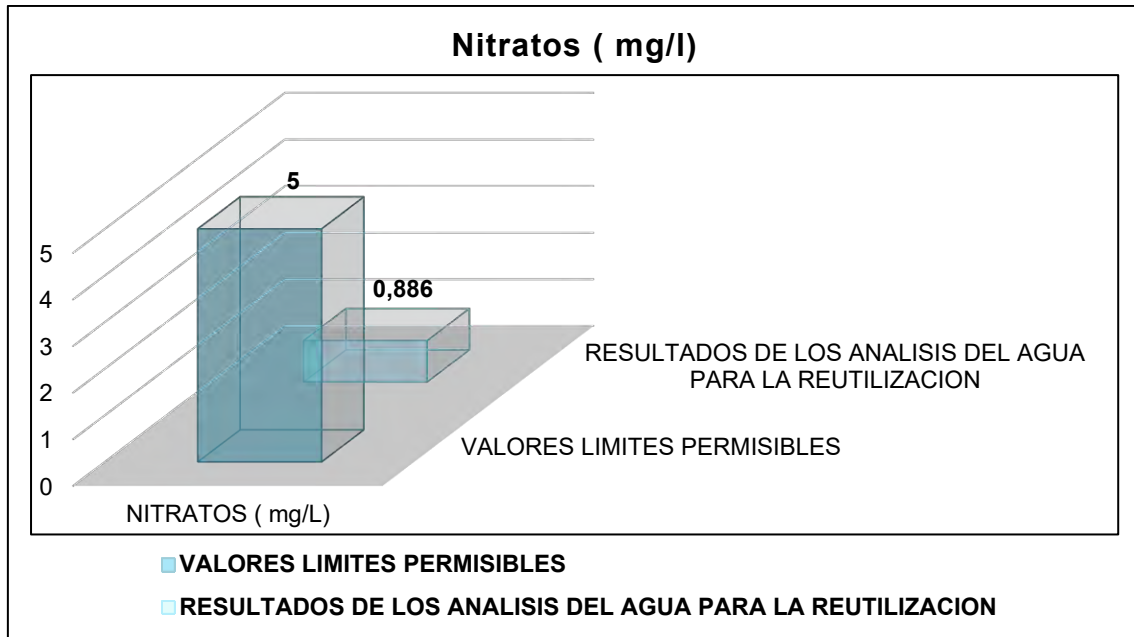 Nitratos ( mg/l)
5
0,886
5
4
3
2
1
0
RESULTADOS DE LOS ANALISIS DEL AGUA
PARA LA REUTILIZACION
VALORES LIMITES PERMISIBLES
NITRATOS ( mg/L)
VALORES LIMITES PERMISIBLES
RESULTADOS DE LOS ANALISIS DEL AGUA PARA LA REUTILIZACION